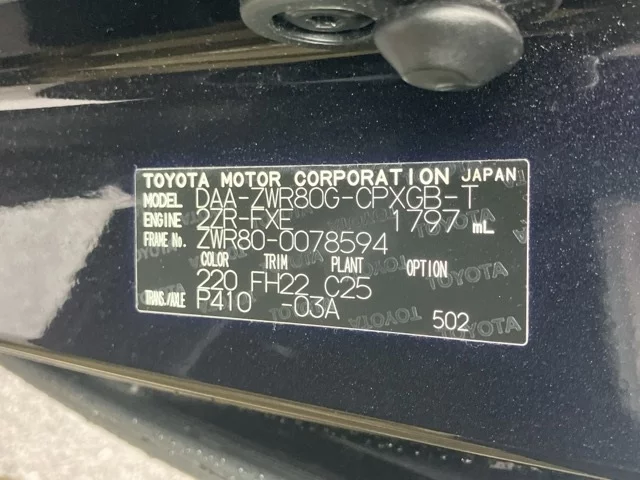 TOYOTA MOTOR CORPORATION JAPAN
MODEL DAA-ZWR80G-CPXGB-T
ENGINE 2ZR-FXE 1797 mL
FRAME No. ZWR80-0078594
COLOR TRIM PLANT OPTION
220 FH22 C25
TRANS./AXLE P410 -03A
502